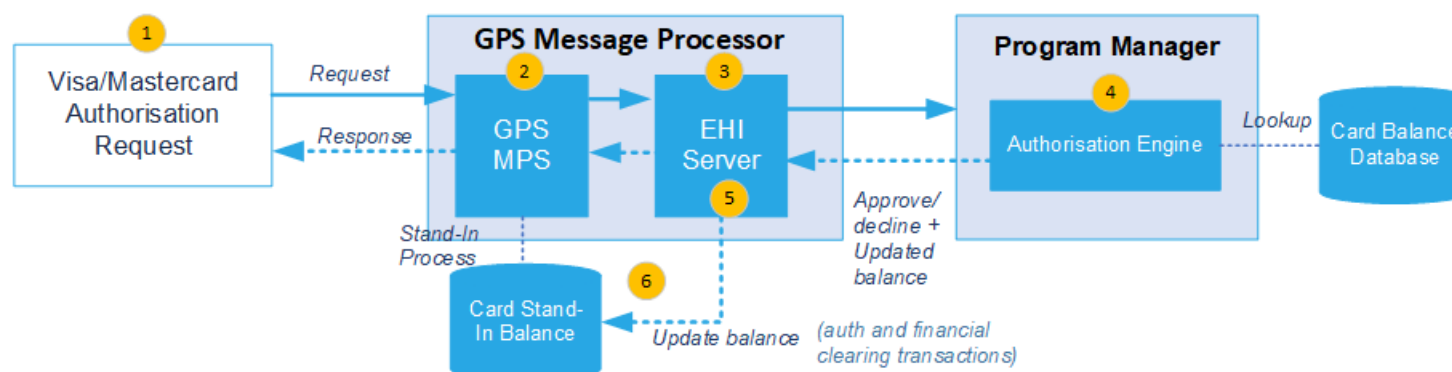 1
Visa/Mastercard
Authorisation
Request
Request
Response
GPS Message Processor
2
GPS
MPS
3
EHI
Server
5
Stand-In
Process
Card Stand-
In Balance
6
Update balance
(auth and financial
clearing transactions)
Approve/
decline +
Updated
balance
Program Manager
4
Authorisation Engine
Lookup
Card Balance
Database